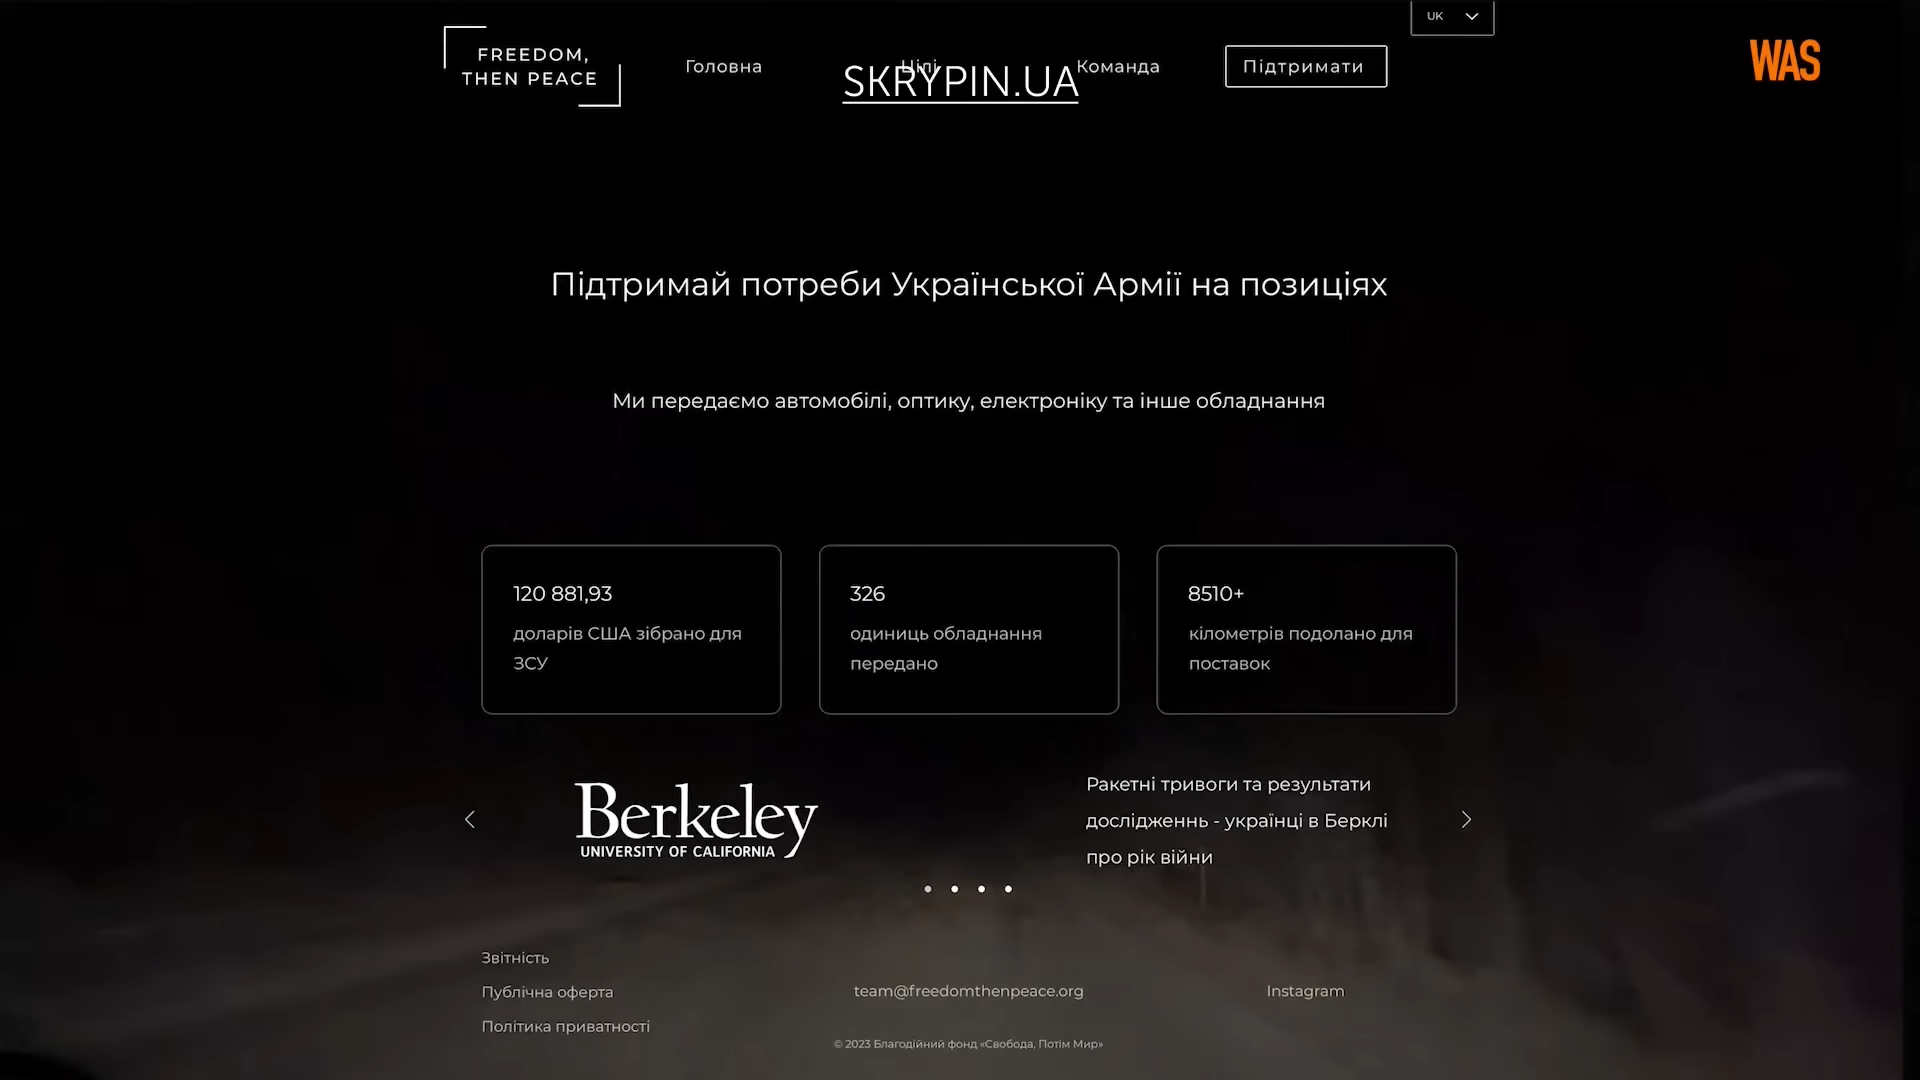 UK
FREEDOM,
THEN PEACE
Головна
Цілі
Команда
Підтримати
SKRYPIN.UA
WAS
Підтримай потреби Української Армії на позиціях
Ми передаємо автомобілі, оптику, електроніку та інше обладнання
120 881,93
доларів США зібрано для
ЗСУ
326
одиниць обладнання
передано
8510+
кілометрів подолано для
поставок
Berkeley
UNIVERSITY OF CALIFORNIA
Ракетні тривоги та результати
дослідженнь - українці в Берклі
про рік війни
Звітність
Публічна оферта
Політика приватності
team@freedomthenpeace.org
Instagram
© 2023 Благодійний фонд «Свобода, Потім Мир»